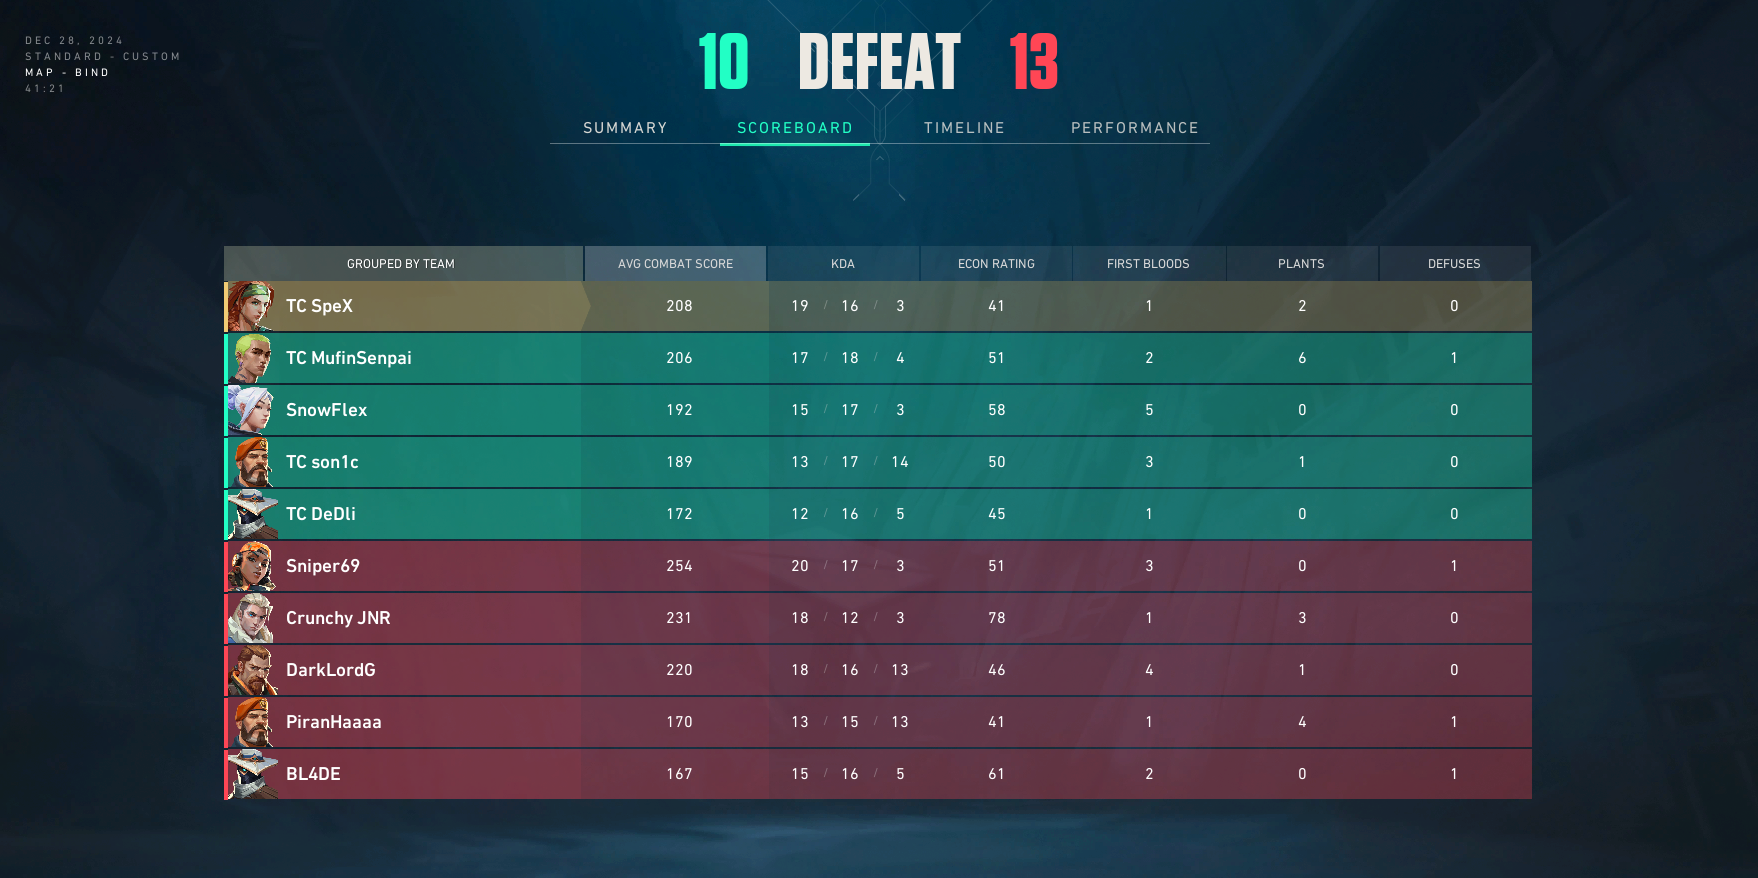 DEC 28, 2024
STANDARD - CUSTOM
MAP - BIND
41:21
10 DEFEAT 13
SUMMARY SCOREBOARD TIMELINE PERFORMANCE
GROUPED BY TEAM AVG COMBAT SCORE KDA ECON RATING FIRST BLOODS PLANTS DEFUSES
TC SpeX 208 19 / 16 / 3 41 1 2 0
TC MufinSenpai 206 17 / 18 / 4 51 2 6 1
SnowFlex 192 15 / 17 / 3 58 5 0 0
TC son1c 189 13 / 17 / 14 50 3 1 0
TC DeDli 172 12 / 16 / 5 45 1 0 0
Sniper69 254 20 / 17 / 3 51 3 0 1
Crunchy JNR 231 18 / 12 / 3 78 1 3 0
DarkLordG 220 18 / 16 / 13 46 4 1 0
PiranHaaaa 170 13 / 15 / 13 41 1 4 1
BL4DE 167 15 / 16 / 5 61 2 0 1